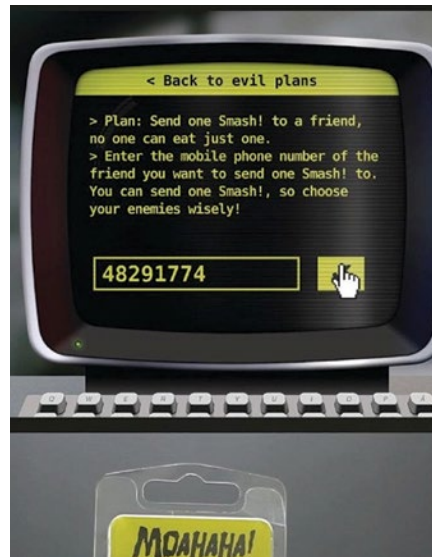 < Back to evil plans
> Plan: Send one Smash! to a friend,
no one can eat just one.
> Enter the mobile phone number of the
friend you want to send one Smash! to.
You can send one Smash!, so choose
your enemies wisely!
48291774
Q W E R T Y U I O P Å
MOAHAHA!